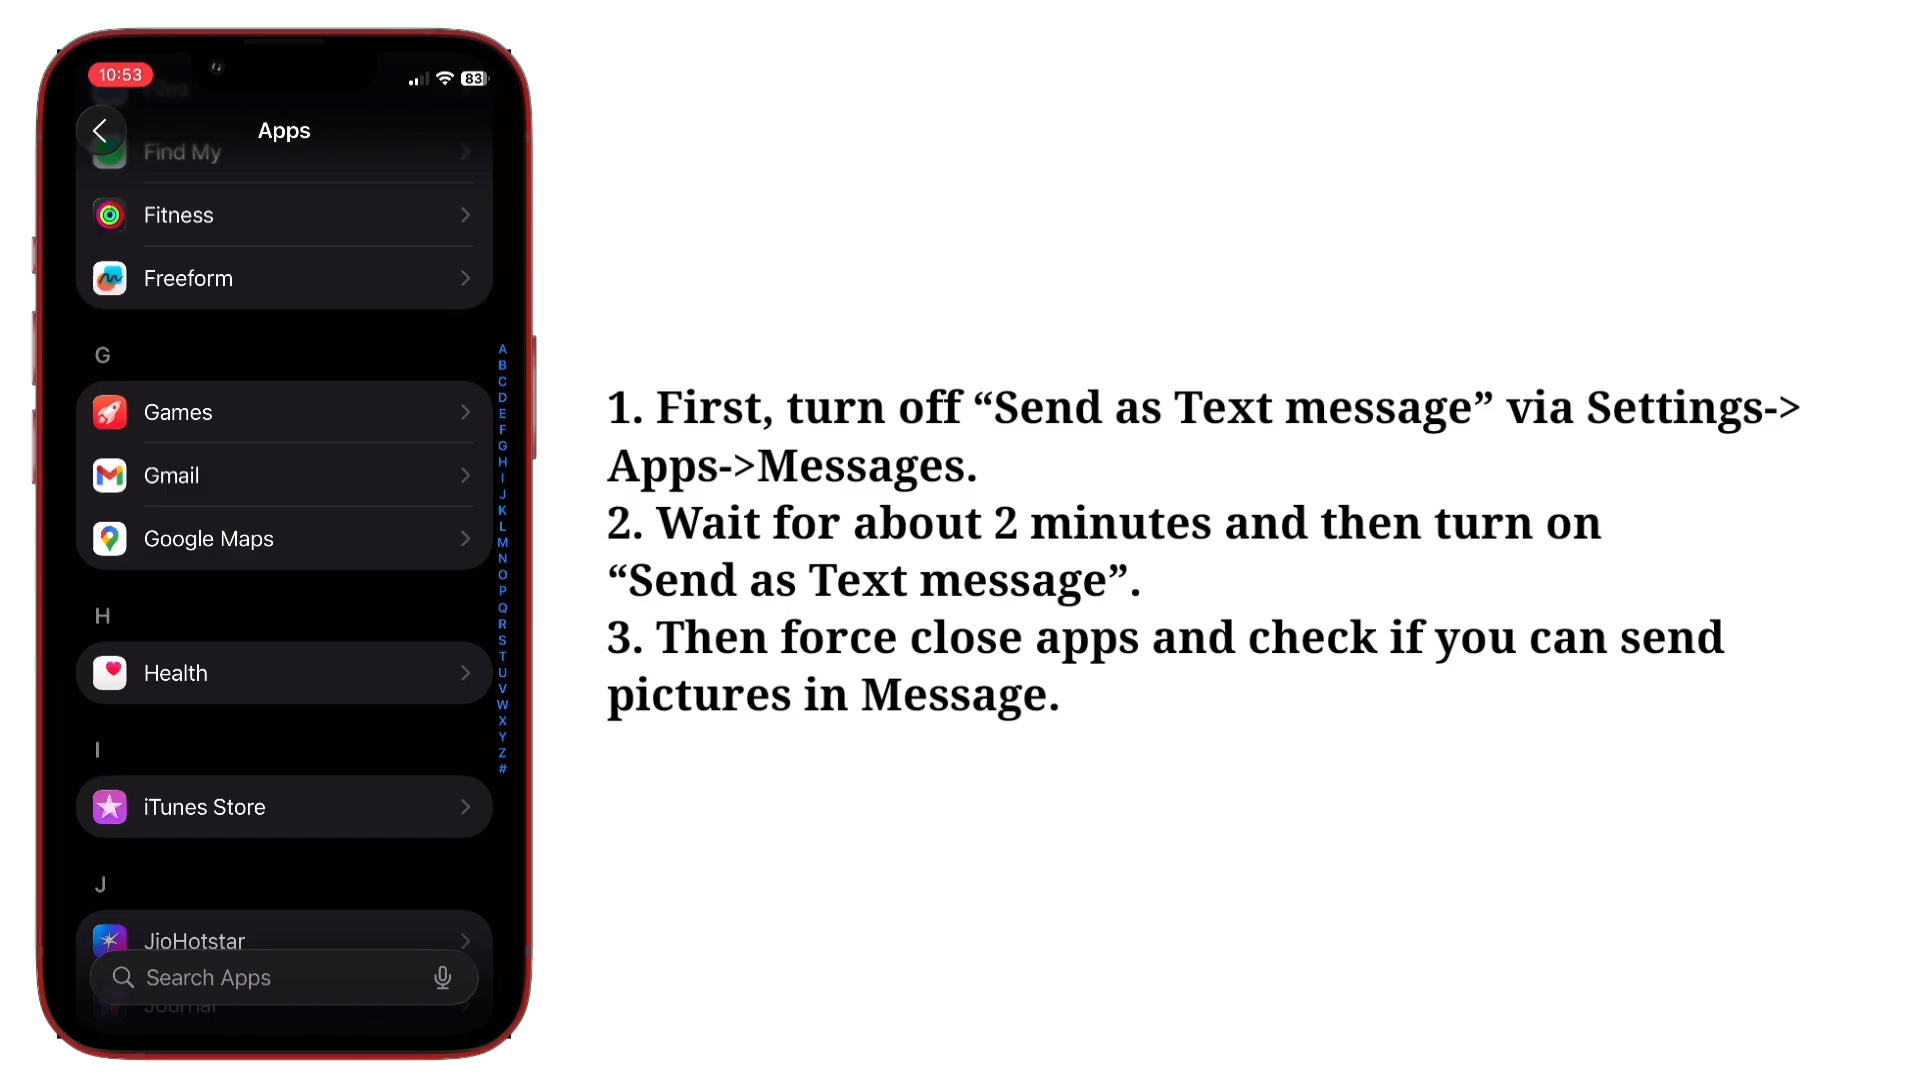 10:53
83
Files
Apps
Find My
Fitness
Freeform
G
Games
Gmail
Google Maps
H
Health
I
iTunes Store
J
JioHotstar
Search Apps
Journal
A
B
C
D
E
F
G
H
I
J
K
L
M
N
O
P
Q
R
S
T
U
V
W
X
Y
Z
#
1. First, turn off “Send as Text message” via Settings->
Apps->Messages.
2. Wait for about 2 minutes and then turn on
“Send as Text message”.
3. Then force close apps and check if you can send
pictures in Message.